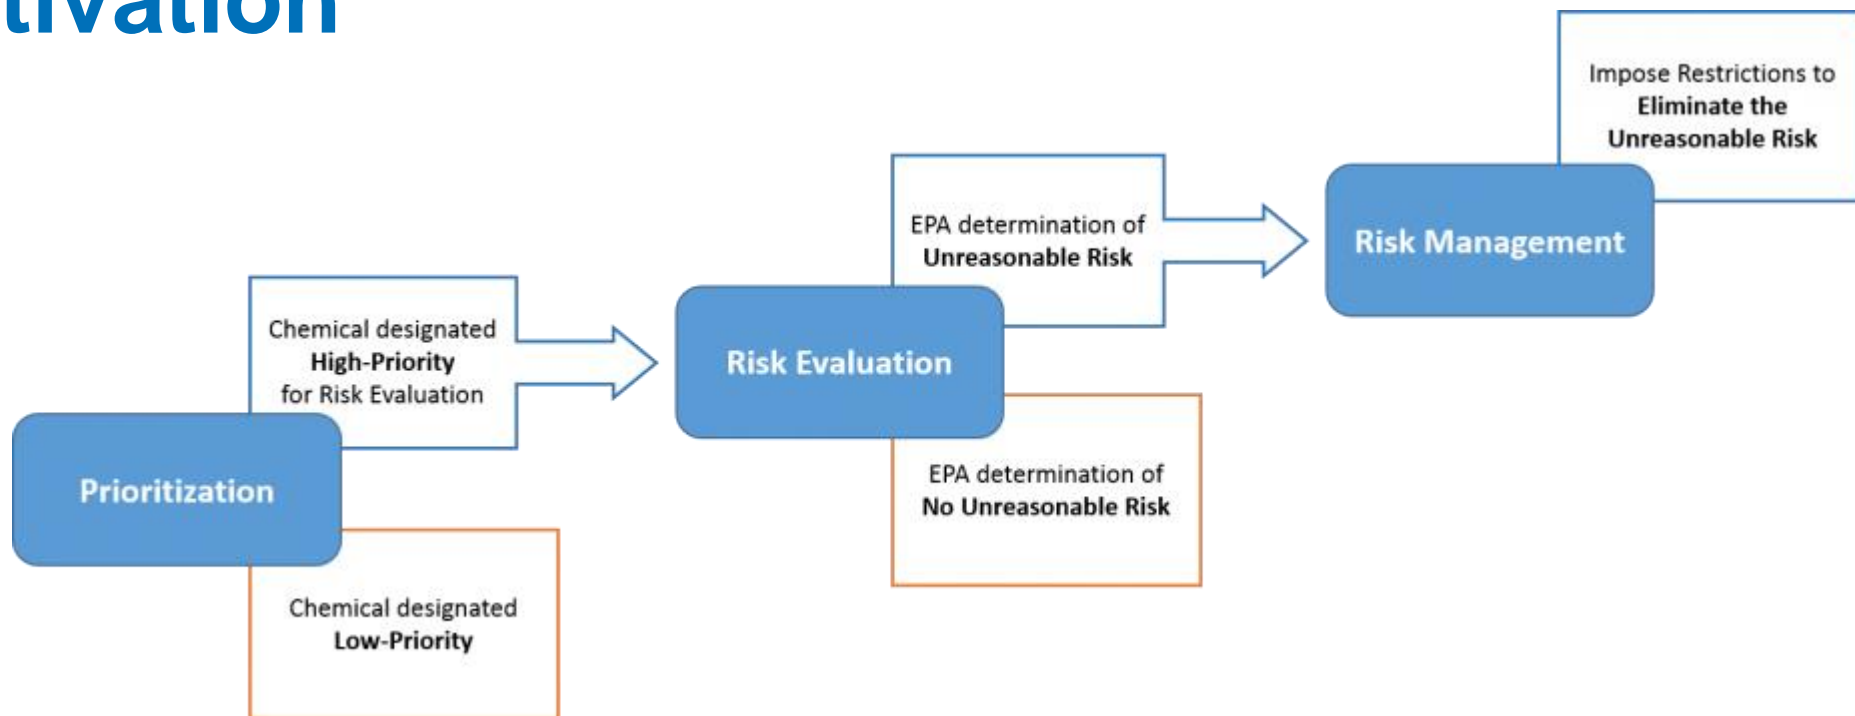 tivation
Impose Restrictions to
Eliminate the
Unreasonable Risk
Risk Management
EPA determination of
Unreasonable Risk
Risk Evaluation
EPA determination of
No Unreasonable Risk
Chemical designated
High-Priority
for Risk Evaluation
Prioritization
Chemical designated
Low-Priority